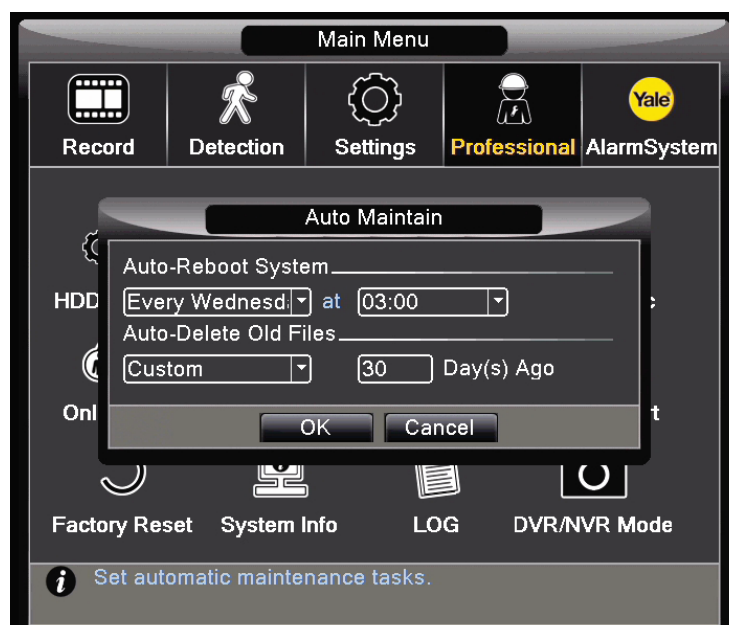 Main Menu
Yale
Record Detection Settings Professional AlarmSystem
Auto Maintain
Auto-Reboot System
Every Wednesd at 03:00
Auto-Delete Old Files
Custom 30 Day(s) Ago
HDD
Onl
OK Cancel
Factory Reset System Info LOG DVR/NVR Mode
Set automatic maintenance tasks.